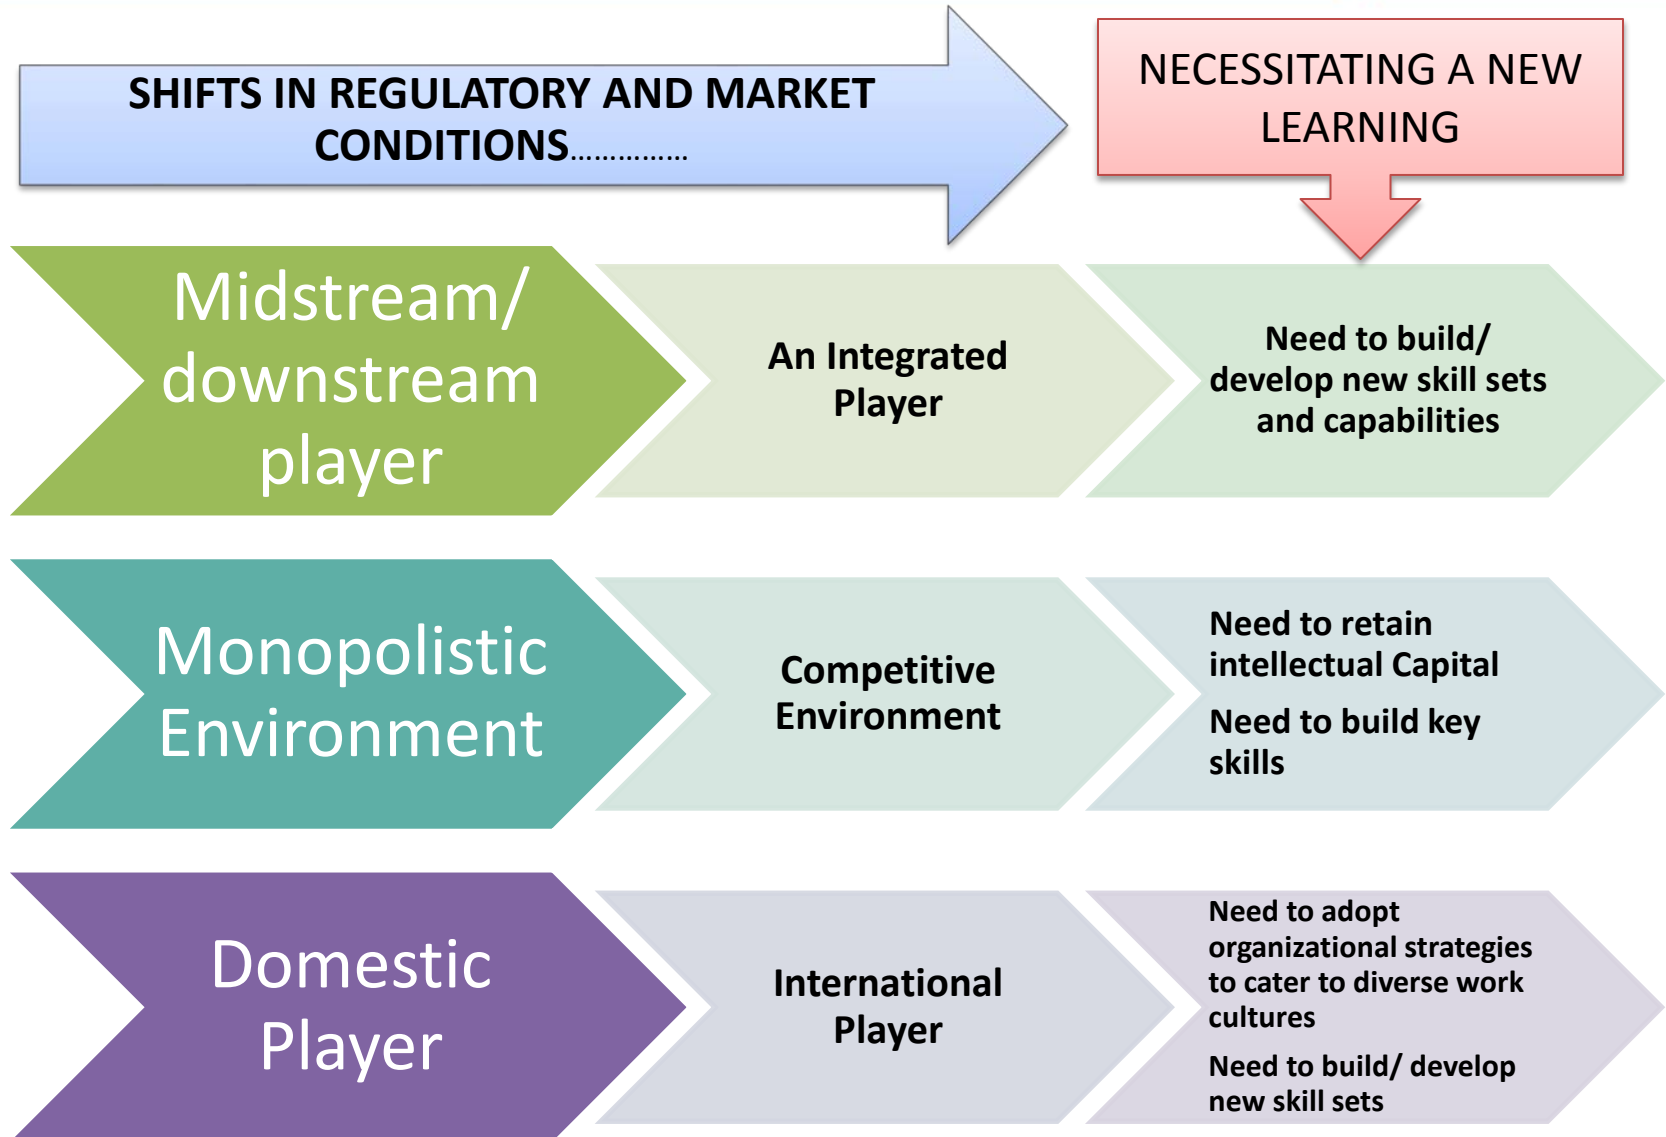 SHIFTS IN REGULATORY AND MARKET
CONDITIONS...............
NECESSITATING A NEW
LEARNING
Midstream/
downstream
player
An Integrated
Player
Need to build/
develop new skill sets
and capabilities
Monopolistic
Environment
Competitive
Environment
Need to retain
intellectual Capital
Need to build key
skills
Domestic
Player
International
Player
Need to adopt
organizational strategies
to cater to diverse work
cultures
Need to build/ develop
new skill sets